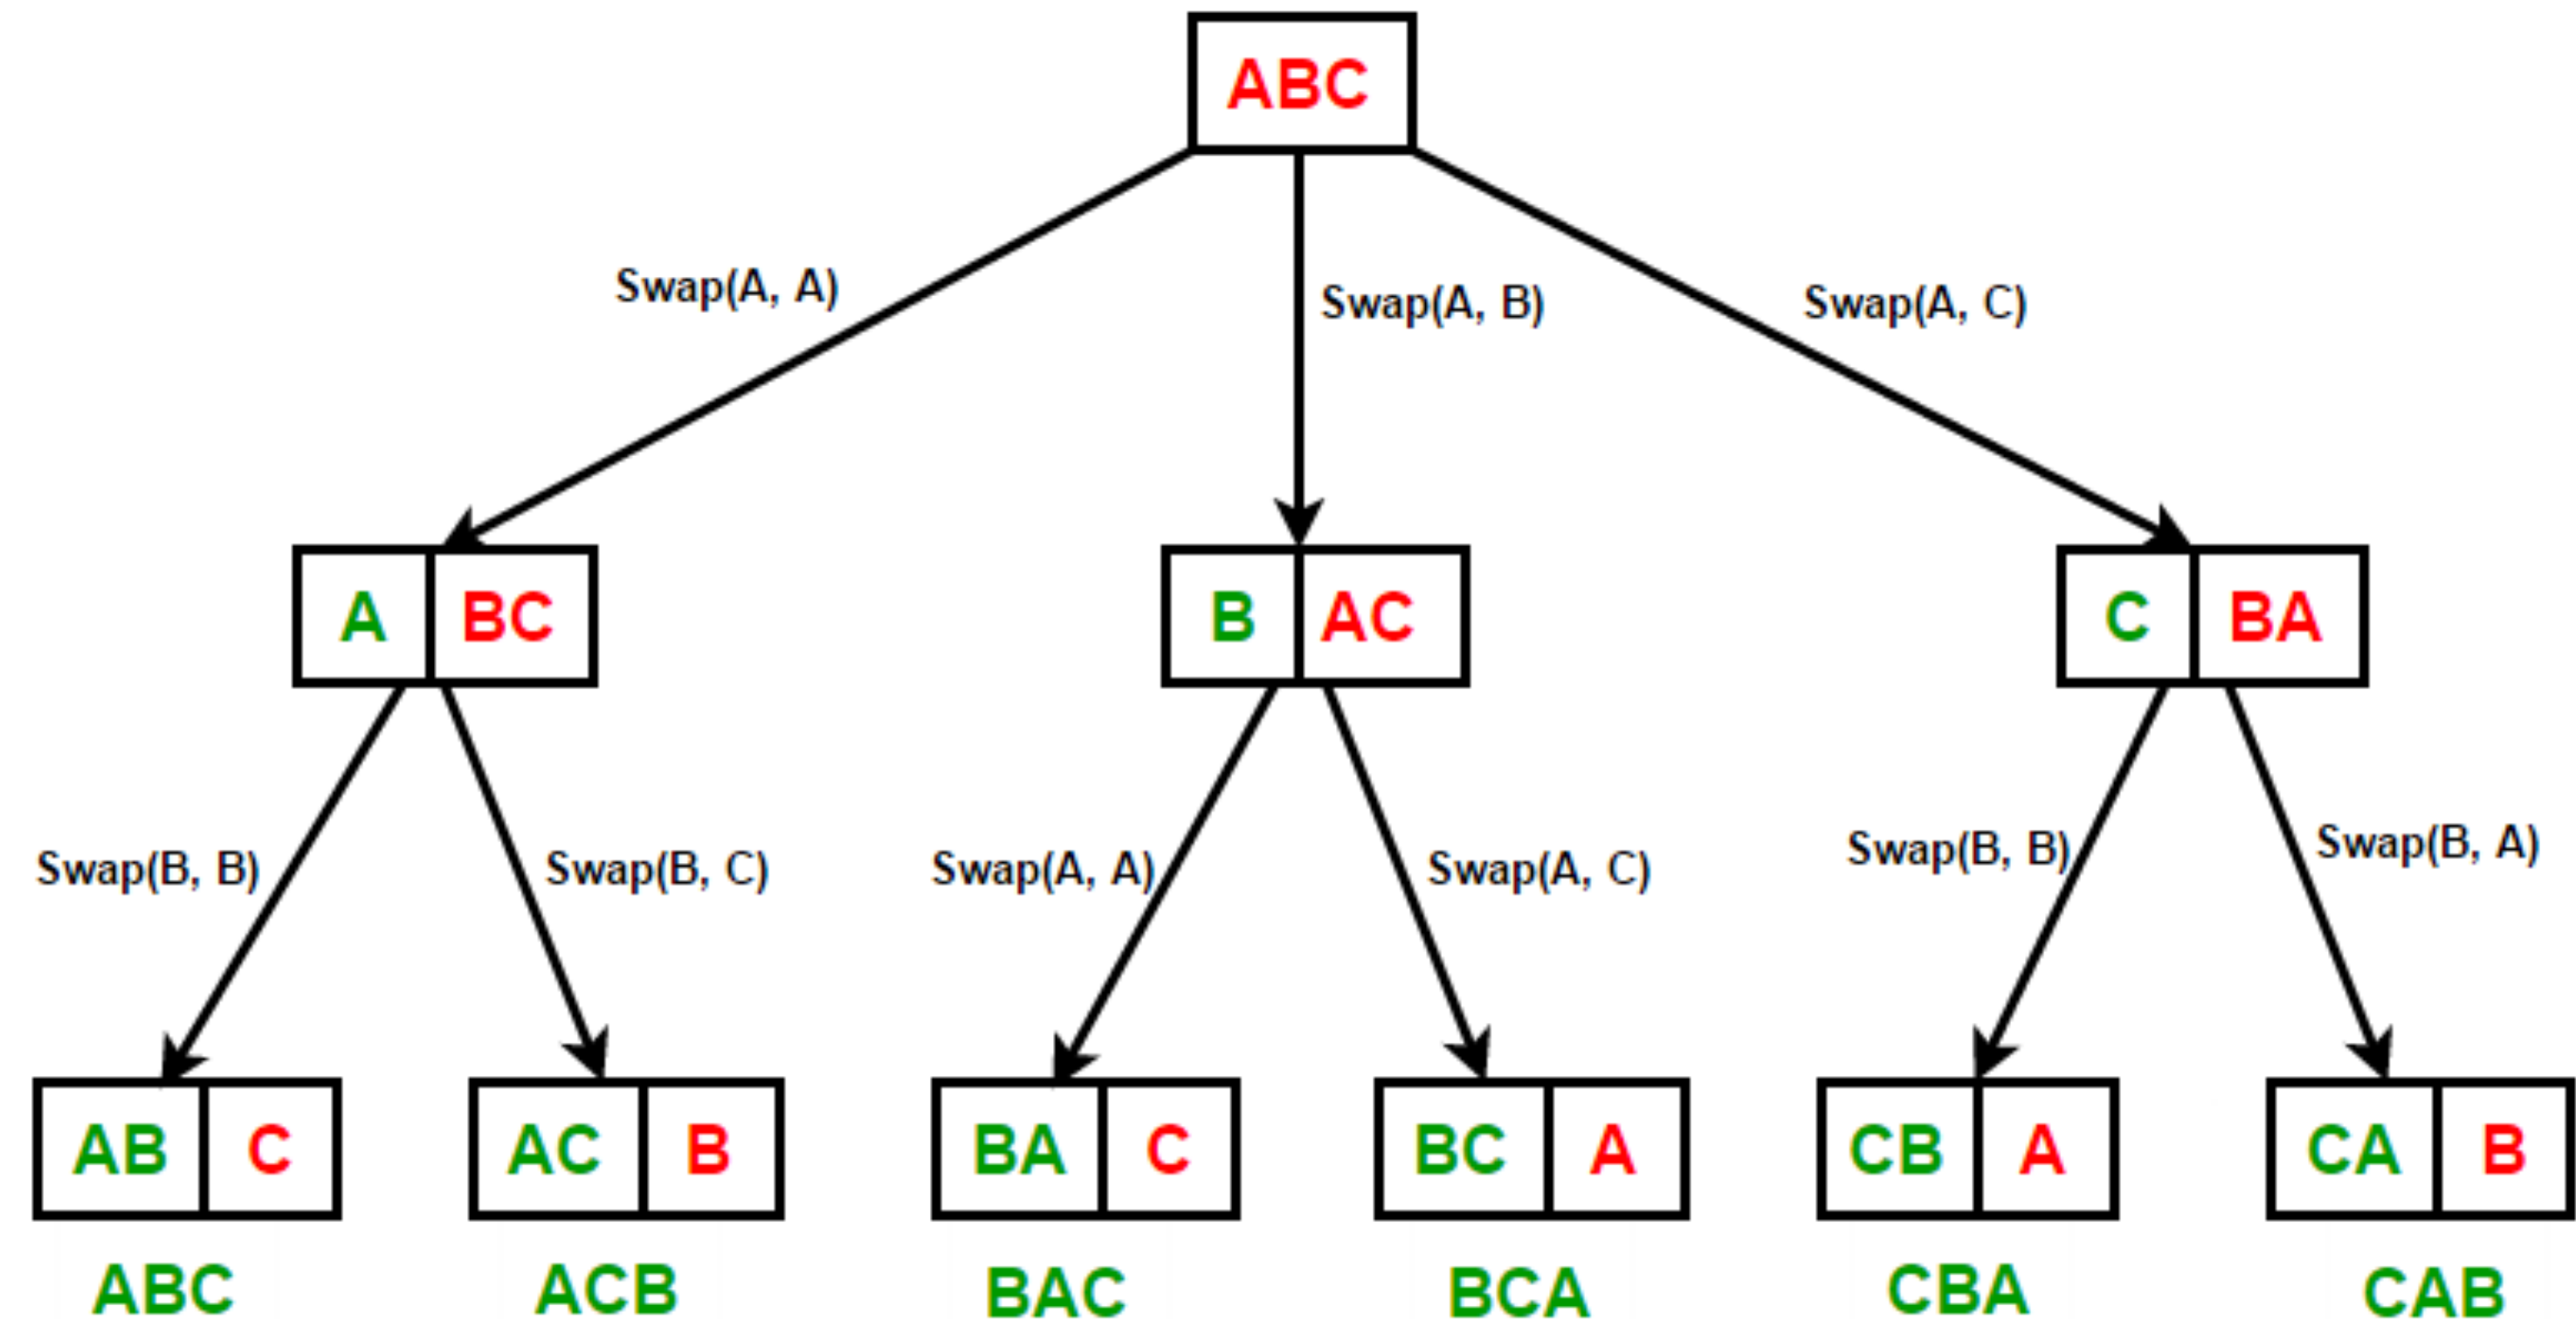 ABC
Swap(A, A)
Swap(A, B)
Swap(A, C)
A BC
B AC
C BA
Swap(B, B)
Swap(B, C)
Swap(A, A)
Swap(A, C)
Swap(B, B)
Swap(B, A)
AB C
AC B
BA C
BC A
CB A
CA B
ABC
ACB
BAC
BCA
CBA
CAB